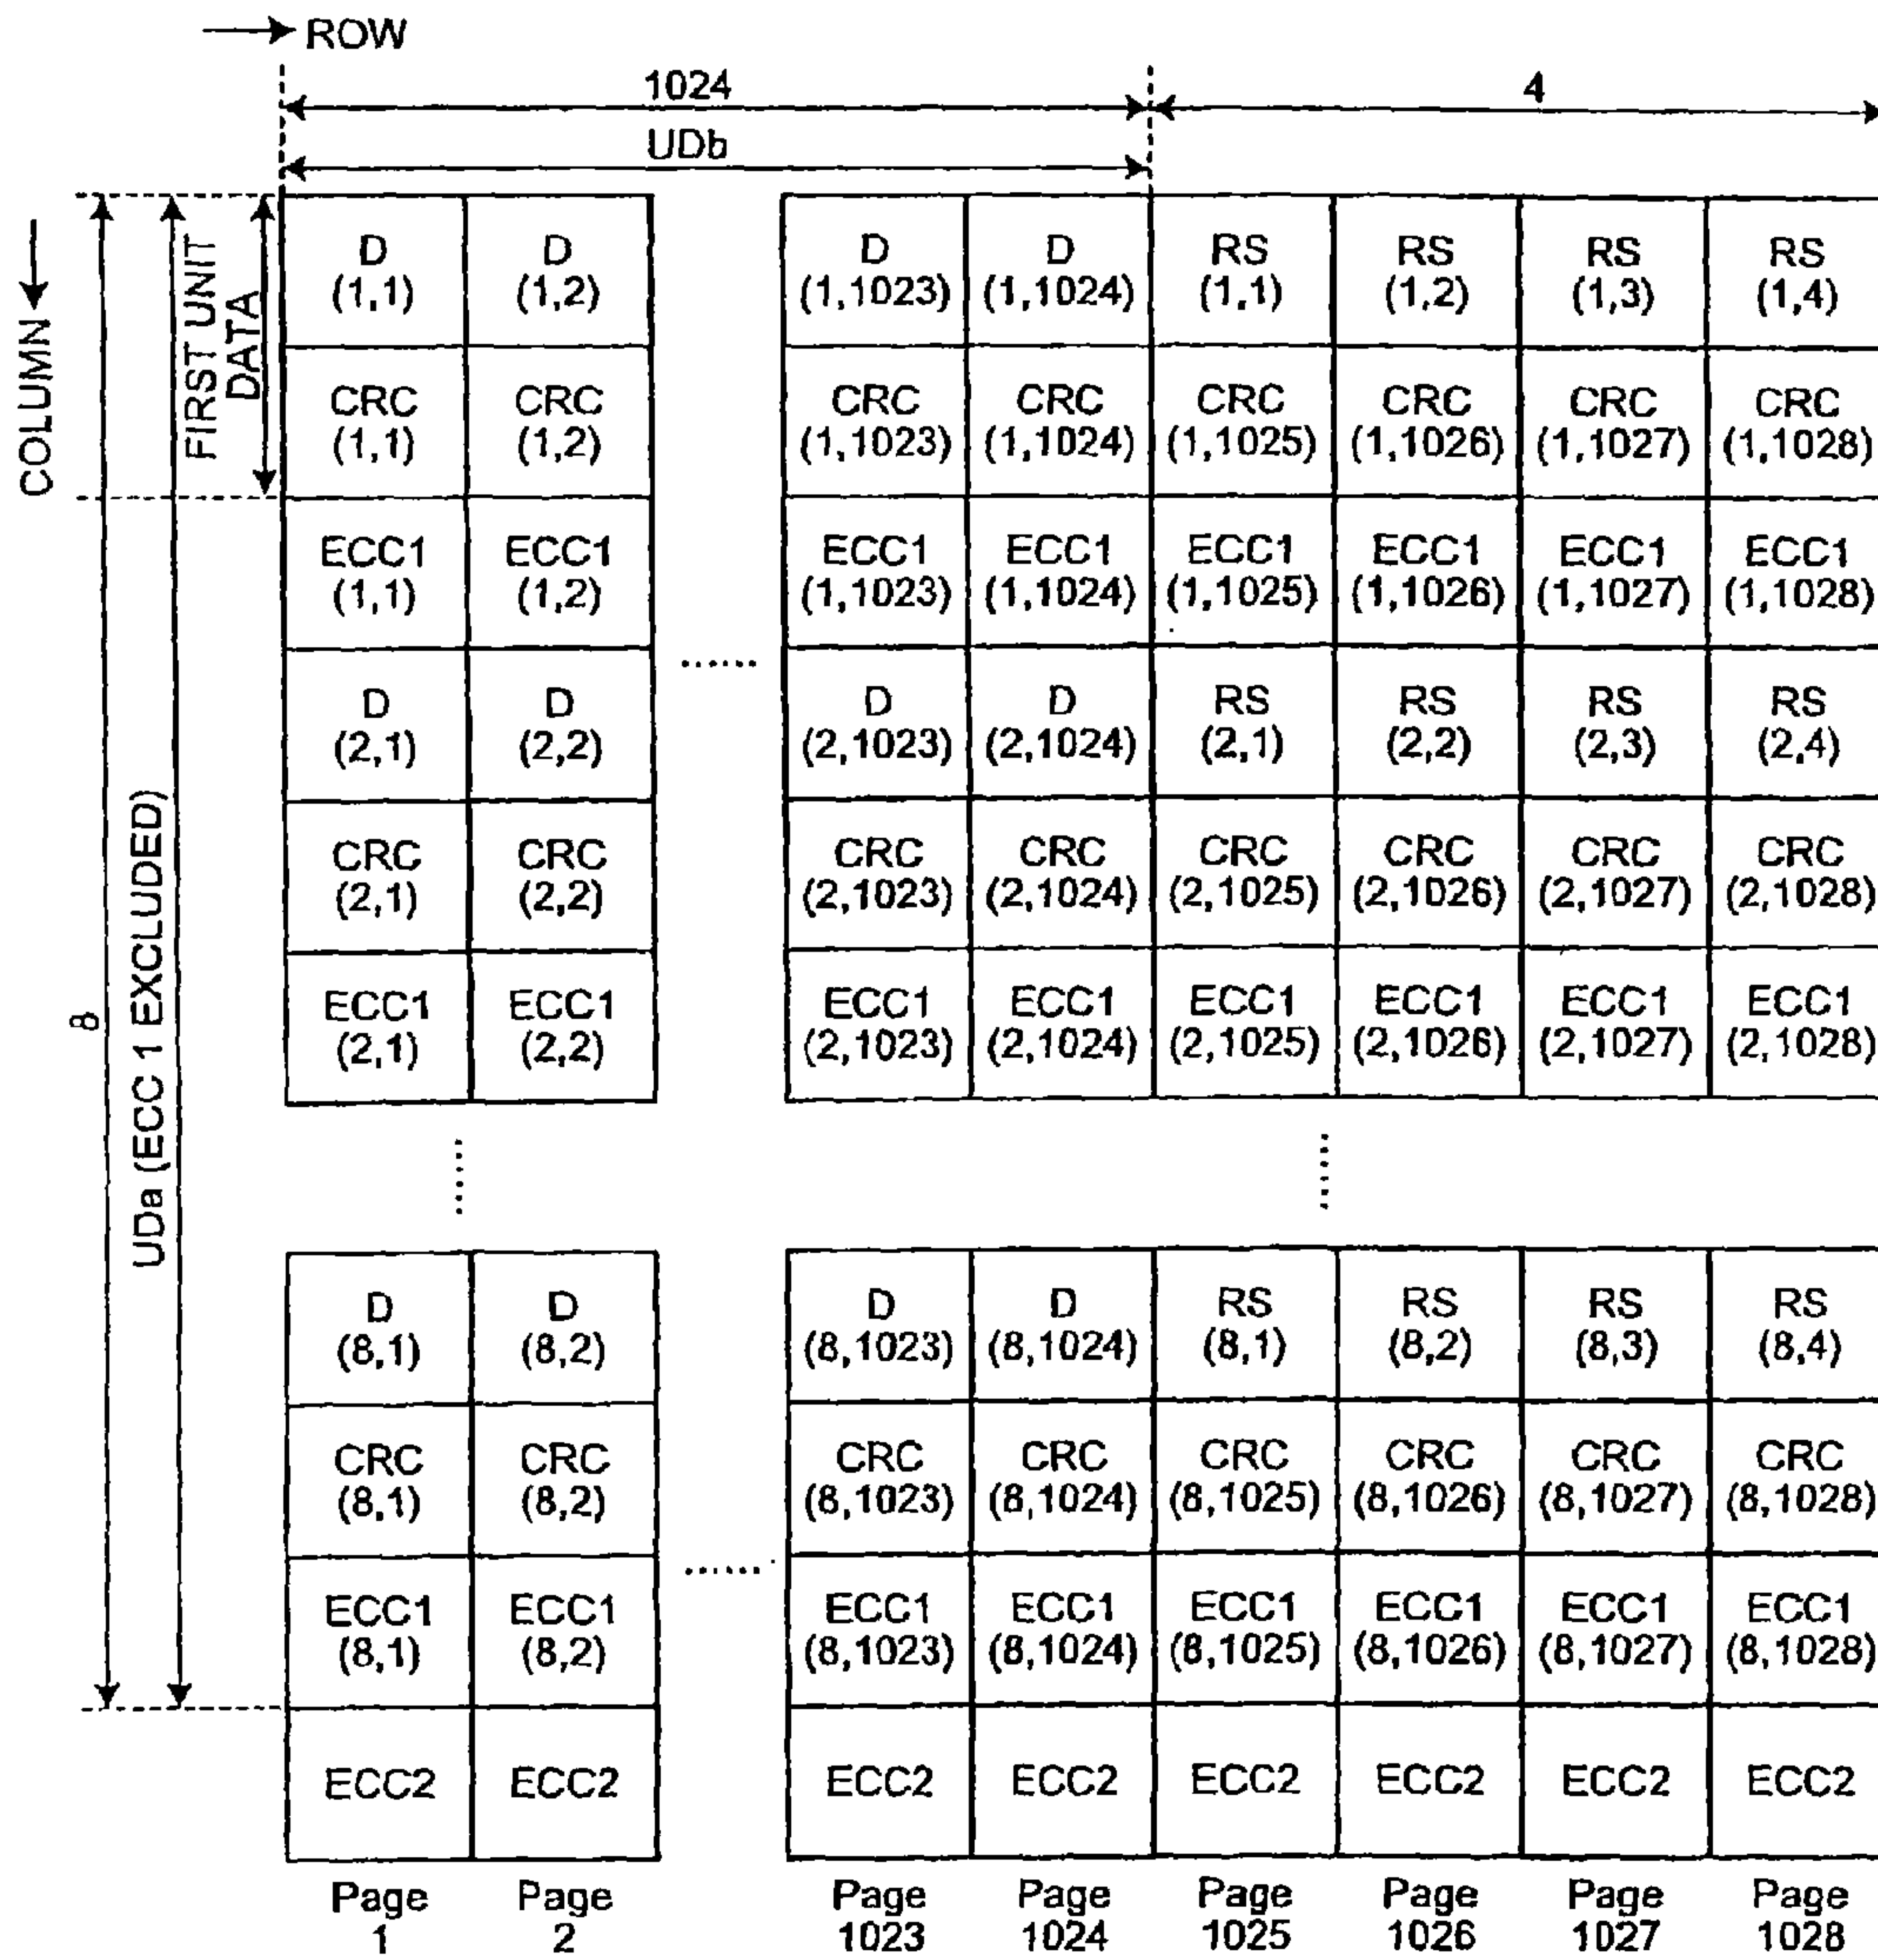 ROW
1024 4
UDb
COLUMN
8
UDa (ECC 1 EXCLUDED)
FIRST UNIT
DATA
D D D D RS RS RS RS
(1,1) (1,2) (1,1023) (1,1024) (1,1) (1,2) (1,3) (1,4)
CRC CRC CRC CRC CRC CRC CRC CRC
(1,1) (1,2) (1,1023) (1,1024) (1,1025) (1,1026) (1,1027) (1,1028)
ECC1 ECC1 ECC1 ECC1 ECC1 ECC1 ECC1 ECC1
(1,1) (1,2) (1,1023) (1,1024) (1,1025) (1,1026) (1,1027) (1,1028)
......
D D D D RS RS RS RS
(2,1) (2,2) (2,1023) (2,1024) (2,1) (2,2) (2,3) (2,4)
CRC CRC CRC CRC CRC CRC CRC CRC
(2,1) (2,2) (2,1023) (2,1024) (2,1025) (2,1026) (2,1027) (2,1028)
ECC1 ECC1 ECC1 ECC1 ECC1 ECC1 ECC1 ECC1
(2,1) (2,2) (2,1023) (2,1024) (2,1025) (2,1026) (2,1027) (2,1028)
...... ......
D D D D RS RS RS RS
(8,1) (8,2) (8,1023) (8,1024) (8,1) (8,2) (8,3) (8,4)
CRC CRC CRC CRC CRC CRC CRC CRC
(8,1) (8,2) (8,1023) (8,1024) (8,1025) (8,1026) (8,1027) (8,1028)
......
ECC1 ECC1 ECC1 ECC1 ECC1 ECC1 ECC1 ECC1
(8,1) (8,2) (8,1023) (8,1024) (8,1025) (8,1026) (8,1027) (8,1028)
ECC2 ECC2 ECC2 ECC2 ECC2 ECC2 ECC2 ECC2
Page Page Page Page Page Page Page Page
1 2 1023 1024 1025 1026 1027 1028